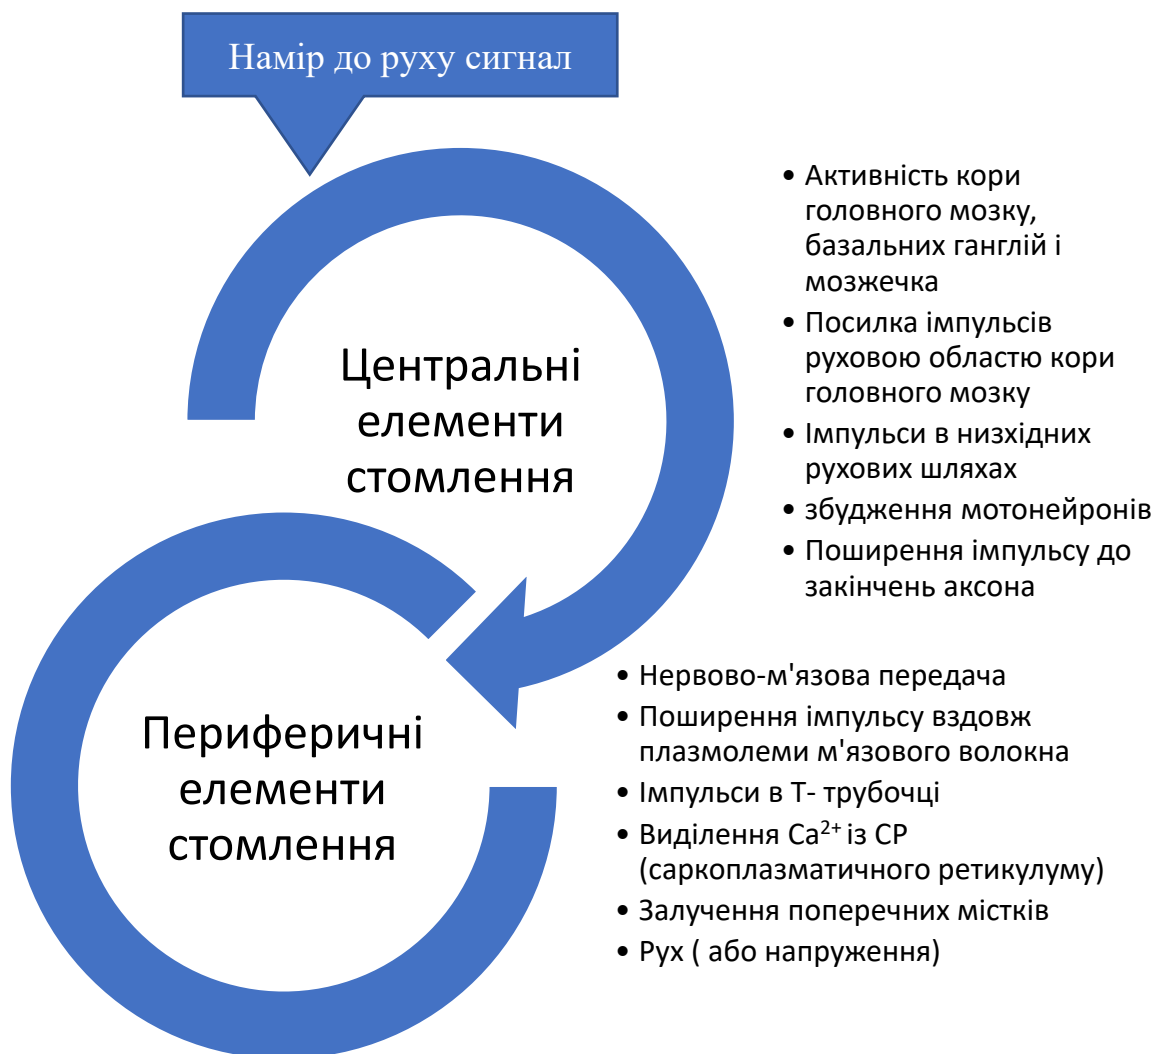 Намір до руху сигнал
Центральні
елементи
стомлення
• Активність кори
головного мозку,
базальних ганглій і
мозжечка
• Посилка імпульсів
руховою областю кори
головного мозку
• Імпульси в низхідних
рухових шляхах
• збудження мотонейронів
• Поширення імпульсу до
закінчень аксона
Периферичні
елементи
стомлення
• Нервово-м'язова передача
• Поширення імпульсу вздовж
плазмолеми м'язового волокна
• Імпульси в Т- трубочці
• Виділення Ca²⁺ із СР
(саркоплазматичного ретикулуму)
• Залучення поперечних містків
• Рух ( або напруження)